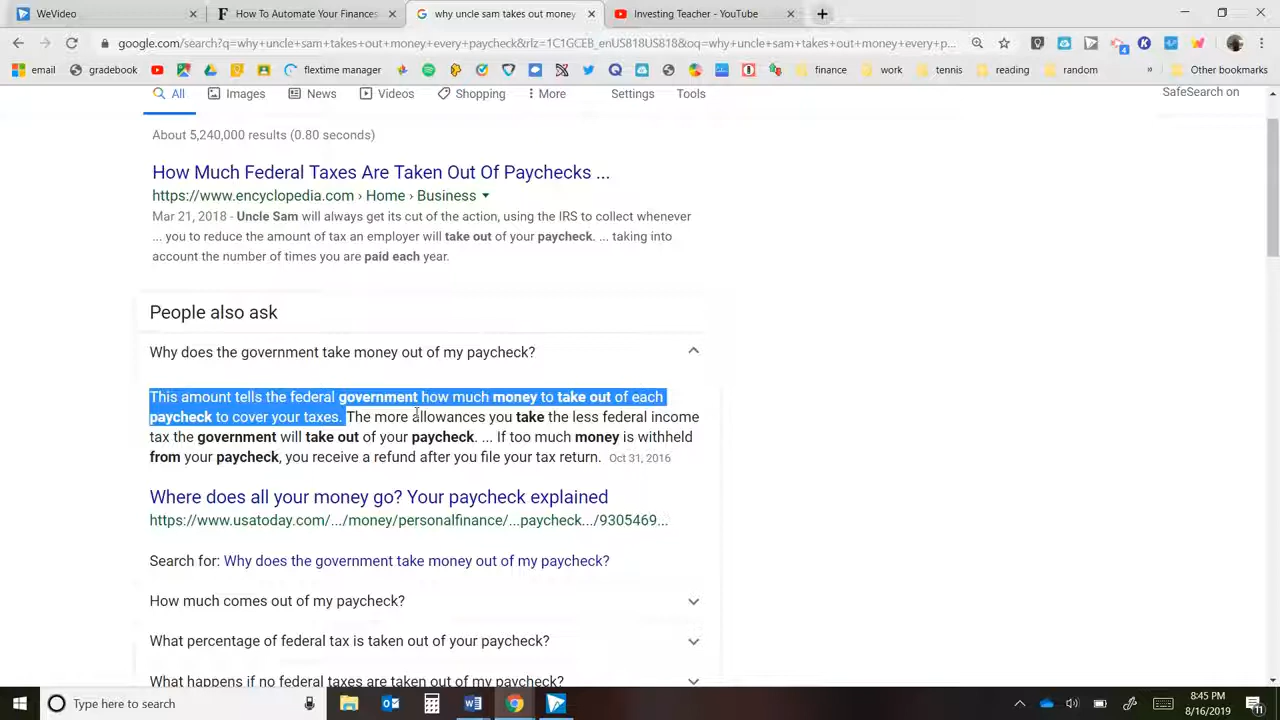 WeVideo
How To Automate Your Finances
why uncle sam takes out money
Investing Teacher - YouTube
google.com/search?q=why+uncle+sam+takes+out+money+every+paycheck&rlz=1C1GCEB_enUS818US818&oq=why+uncle+sam+takes+out+money+every+p...
email
gradebook
flextime manager
finance
work
tennis
reading
random
»
Other bookmarks
All
Images
News
Videos
Shopping
More
Settings
Tools
SafeSearch on
About 5,240,000 results (0.80 seconds)
How Much Federal Taxes Are Taken Out Of Paychecks ...
https://www.encyclopedia.com › Home › Business
Mar 21, 2018 - Uncle Sam will always get its cut of the action, using the IRS to collect whenever
... you to reduce the amount of tax an employer will take out of your paycheck. ... taking into
account the number of times you are paid each year.
People also ask
Why does the government take money out of my paycheck?
This amount tells the federal government how much money to take out of each
paycheck to cover your taxes. The more allowances you take the less federal income
tax the government will take out of your paycheck. ... If too much money is withheld
from your paycheck, you receive a refund after you file your tax return. Oct 31, 2016
Where does all your money go? Your paycheck explained
https://www.usatoday.com/.../money/personalfinance/...paycheck.../9305469...
Search for: Why does the government take money out of my paycheck?
How much comes out of my paycheck?
What percentage of federal tax is taken out of your paycheck?
What happens if no federal taxes are taken out of my paycheck?
Type here to search
8:45 PM
8/16/2019
11